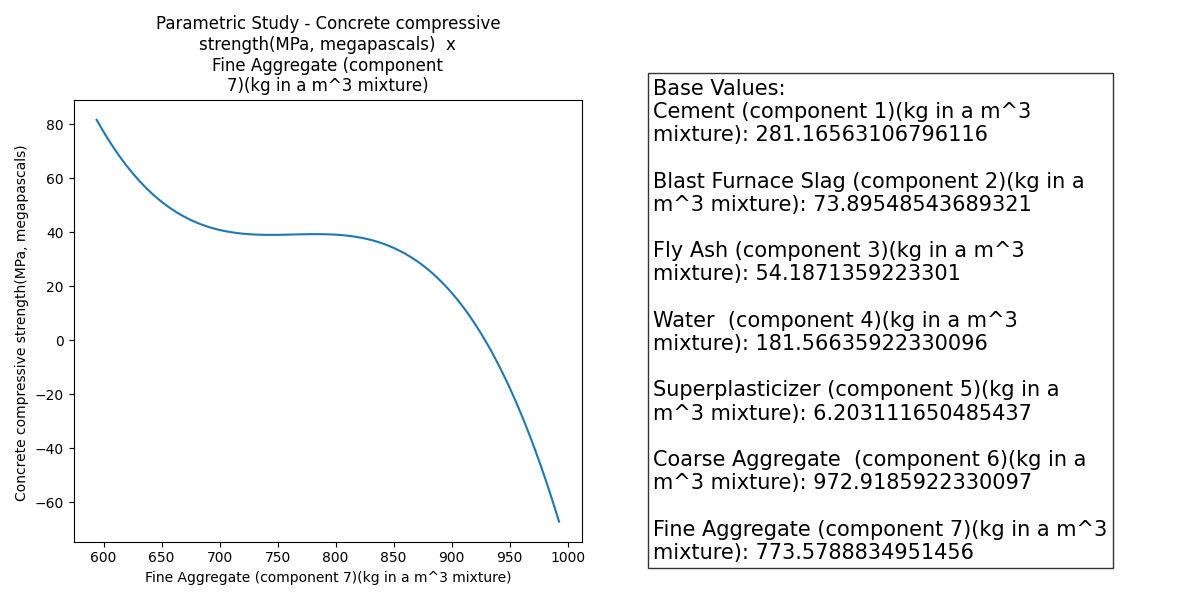 Parametric Study - Concrete compressive
strength(MPa, megapascals)  x
Fine Aggregate (component
7)(kg in a m^3 mixture)
80
60
40
20
0
−20
−40
−60
Concrete compressive strength(MPa, megapascals)
600
650
700
750
800
850
900
950
1000
Fine Aggregate (component 7)(kg in a m^3 mixture)
Base Values:
Cement (component 1)(kg in a m^3
mixture): 281.16563106796116
Blast Furnace Slag (component 2)(kg in a
m^3 mixture): 73.89548543689321
Fly Ash (component 3)(kg in a m^3
mixture): 54.1871359223301
Water  (component 4)(kg in a m^3
mixture): 181.56635922330096
Superplasticizer (component 5)(kg in a
m^3 mixture): 6.203111650485437
Coarse Aggregate  (component 6)(kg in a
m^3 mixture): 972.9185922330097
Fine Aggregate (component 7)(kg in a m^3
mixture): 773.5788834951456